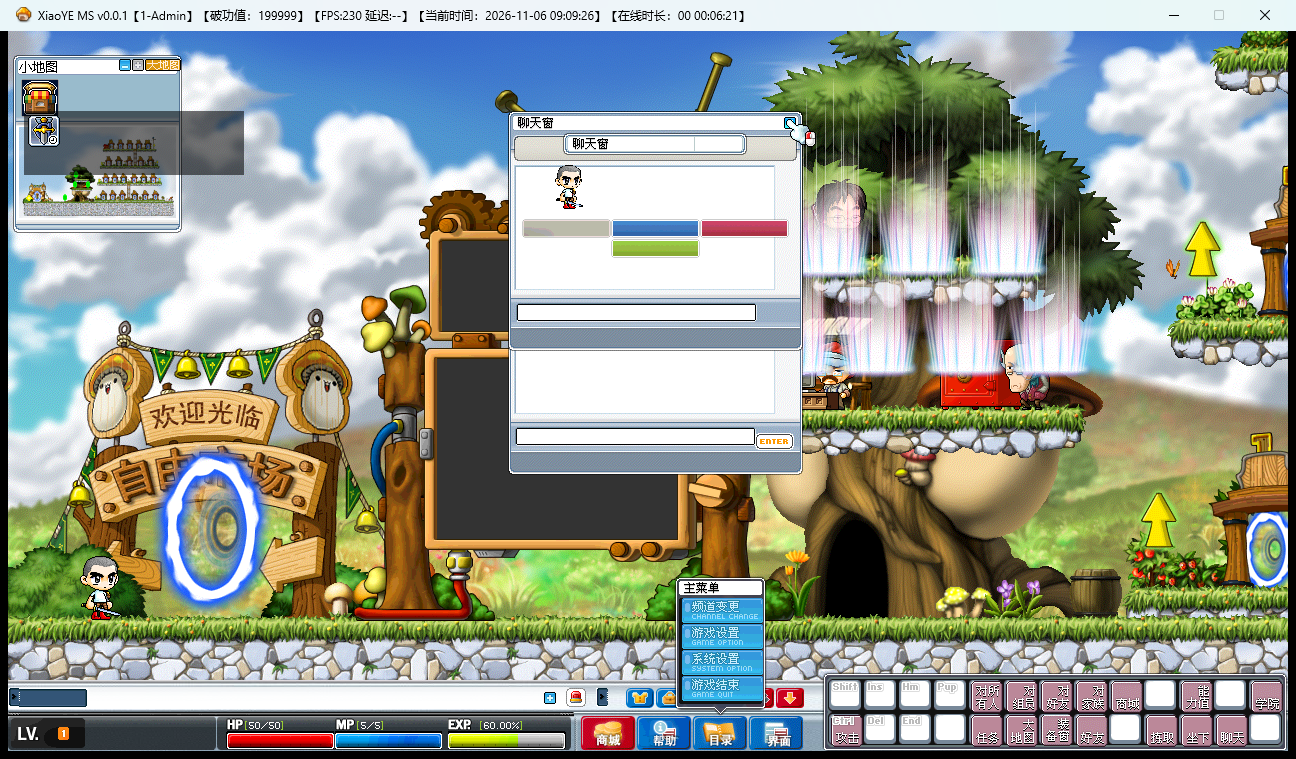 XiaoYE MS v0.0.1【1-Admin】【破功值：199999】【FPS:230 延迟:--】【当前时间：2026-11-06 09:09:26】【在线时长：00 00:06:21】
小地图
大地图
聊天窗
聊天窗
ENTER
欢迎光临
自由市场
主菜单
频道变更
CHANNEL CHANGE
游戏设置
GAME OPTION
系统设置
SYSTEM OPTION
游戏结束
GAME QUIT
LV. 1
HP [50/50]
MP [5/5]
EXP. [60.00%]
商城
帮助
目录
界面
Shift
Ins
Hm
Pup
对所有人
对组员
对好友
对家族
商城
能力值
学院
Ctrl
攻击
Del
End
任务
地图
装备窗
好友
拣取
坐下
聊天